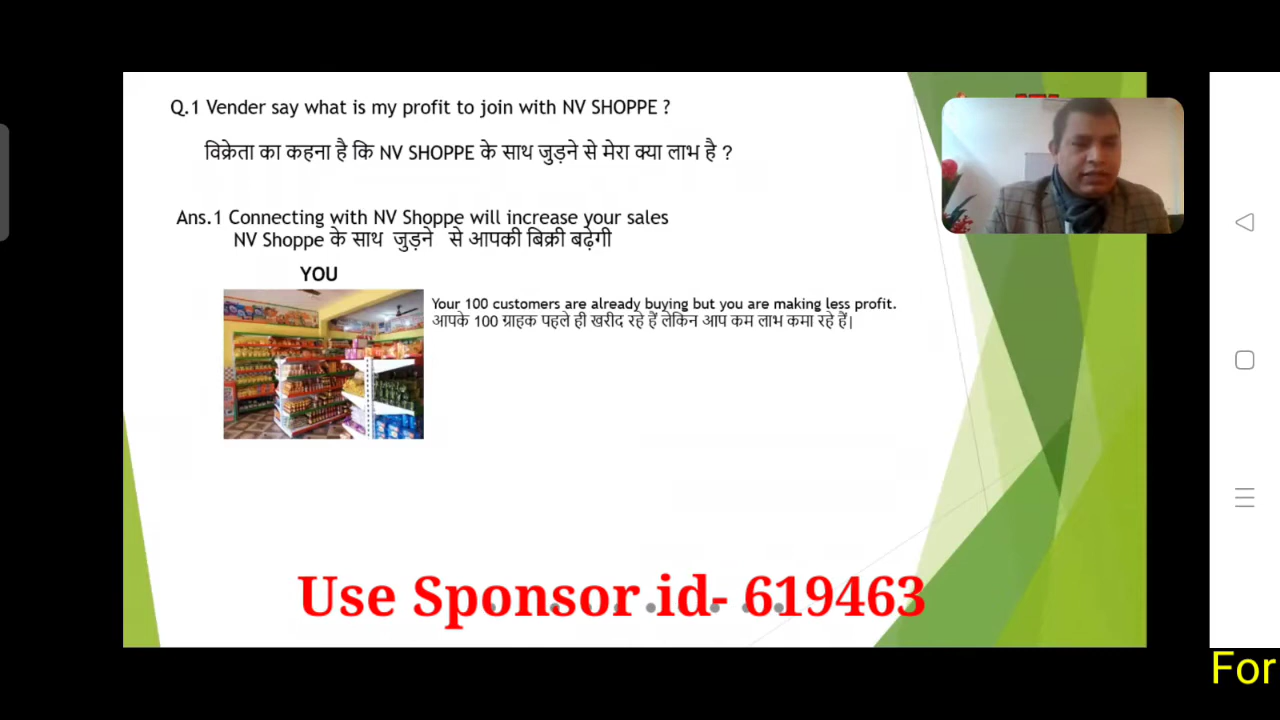 Q.1 Vender say what is my profit to join with NV SHOPPE ?
विक्रेता का कहना है कि NV SHOPPE के साथ जुड़ने से मेरा क्या लाभ है ?
Ans.1 Connecting with NV Shoppe will increase your sales
NV Shoppe के साथ जुड़ने से आपकी बिक्री बढ़ेगी
YOU
Your 100 customers are already buying but you are making less profit.
आपके 100 ग्राहक पहले ही खरीद रहे हैं लेकिन आप कम लाभ कमा रहे हैं।
Use Sponsor id- 619463
For